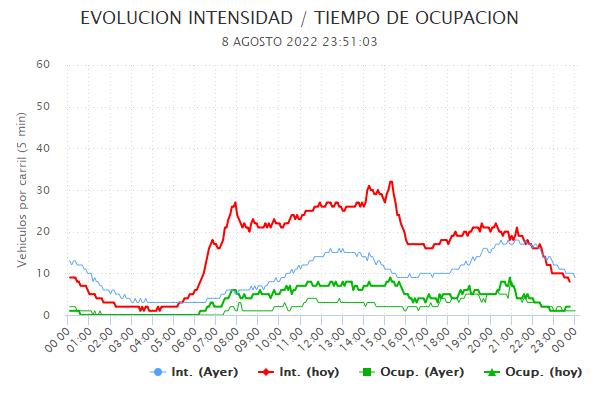 EVOLUCION INTENSIDAD / TIEMPO DE OCUPACION
8 AGOSTO 2022 23:51:03
Vehiculos por carril (5 min)
60
50
40
30
20
10
0
00:00 01:00 02:00 03:00 04:00 05:00 06:00 07:00 08:00 09:00 10:00 11:00 12:00 13:00 14:00 15:00 16:00 17:00 18:00 19:00 20:00 21:00 22:00 23:00 00:00
Int. (Ayer) Int. (hoy) Ocup. (Ayer) Ocup. (hoy)